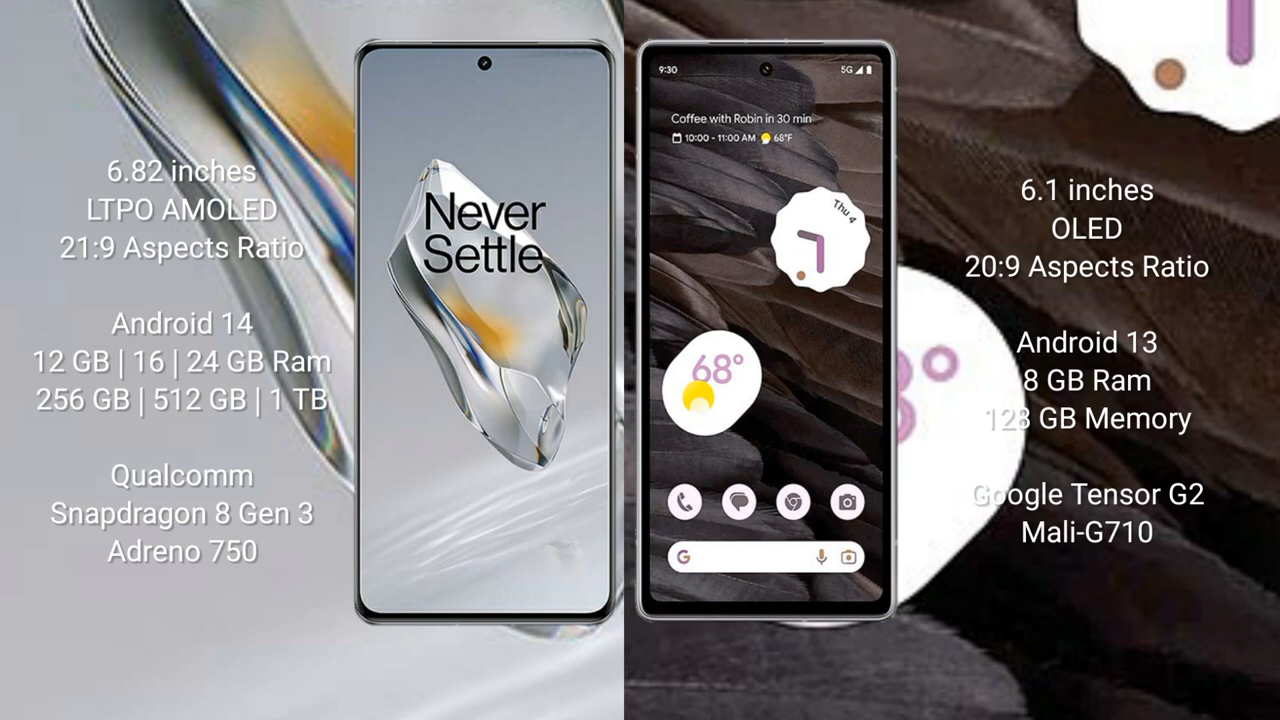 6.82 inches
LTPO AMOLED
21:9 Aspects Ratio
Android 14
12 GB | 16 | 24 GB Ram
256 GB | 512 GB | 1 TB
Qualcomm
Snapdragon 8 Gen 3
Adreno 750
Never
Settle
9:30
5G
Coffee with Robin in 30 min
10:00 - 11:00 AM 68°F
Thu 4
68°
G
6.1 inches
OLED
20:9 Aspects Ratio
Android 13
8 GB Ram
128 GB Memory
Google Tensor G2
Mali-G710